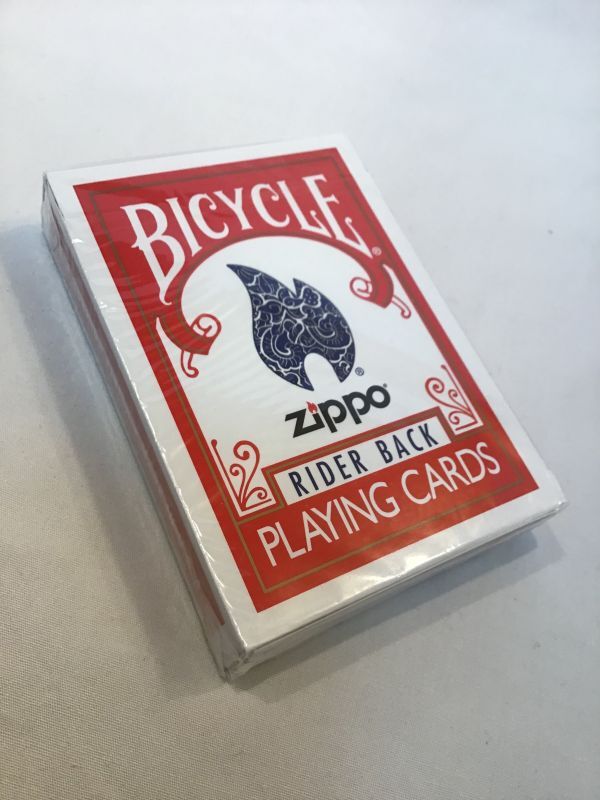 BICYCLE®
®
zippo
RIDER BACK
PLAYING CARDS